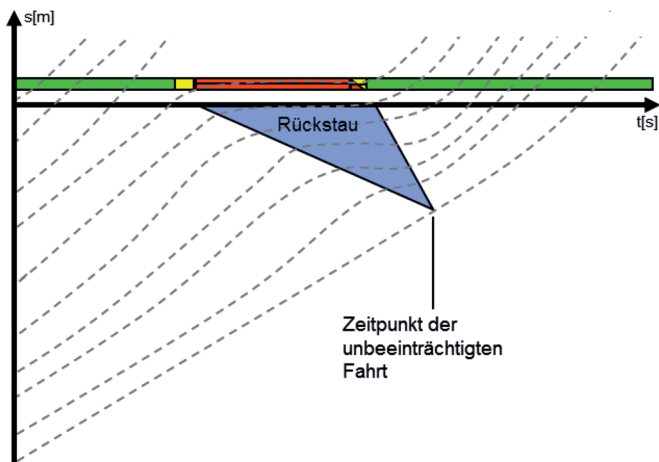 s[m]
t[s]
Rückstau
Zeitpunkt der
unbeeinträchtigten
Fahrt